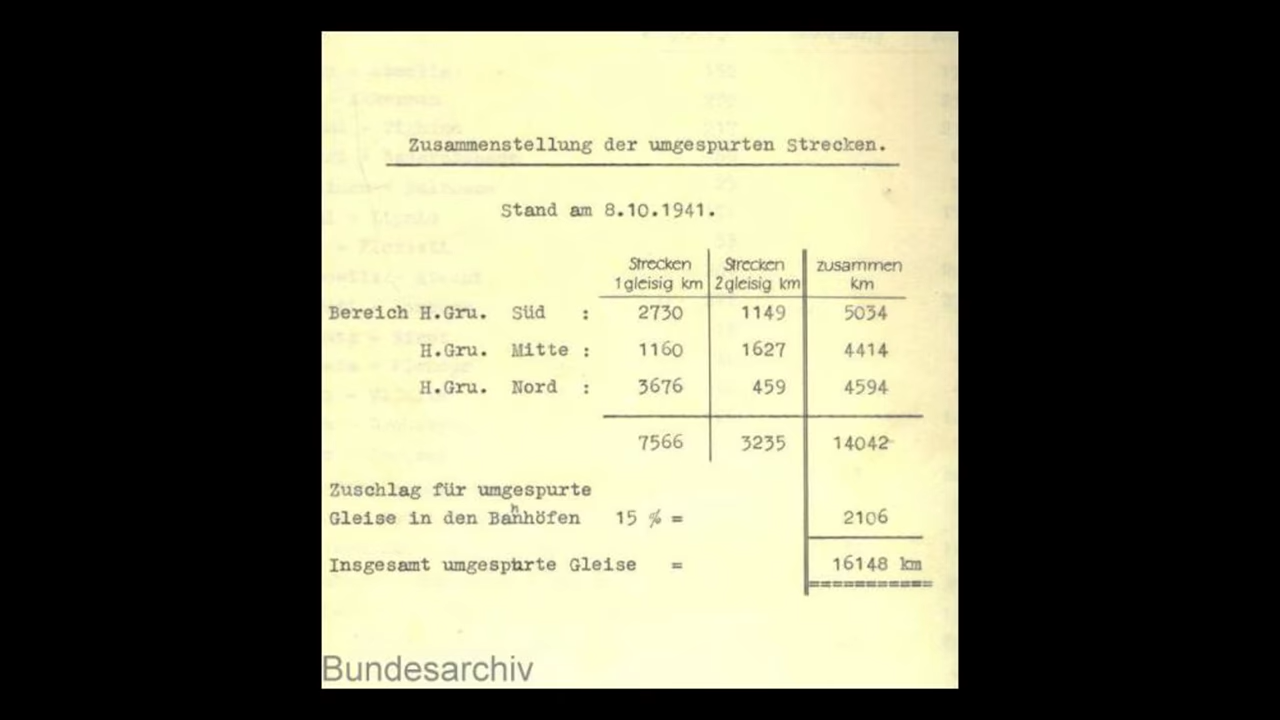 Zusammenstellung der umgespurten Strecken.
Stand am 8.10.1941.
Strecken Strecken zusammen
1gleisig km 2gleisig km km
Bereich H.Gru. Süd : 2730 1149 5034
H.Gru. Mitte : 1160 1627 4414
H.Gru. Nord : 3676 459 4594
7566 3235 14042
Zuschlag für umgespurte
Gleise in den Bahnhöfen 15 % = 2106
Insgesamt umgespurte Gleise = 16148 km
Bundesarchiv